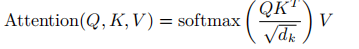 Attention(Q, K, V) = softmax(QK^T / √d_k)V